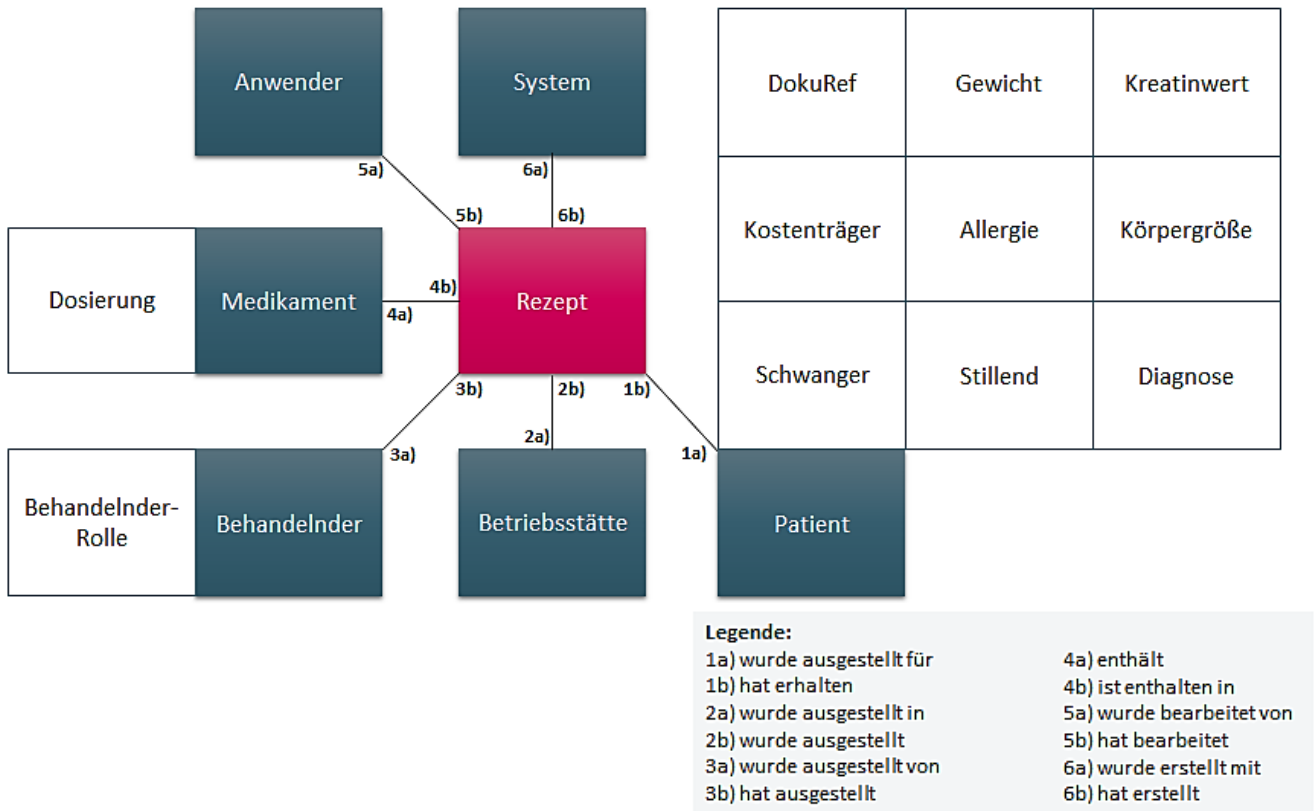 Anwender
System
DokuRef
Gewicht
Kreatinwert
5a)
6a)
5b)
6b)
Kostenträger
Allergie
Körpergröße
Dosierung
Medikament
4b)
4a)
Rezept
Schwanger
Stillend
Diagnose
3b)
2b)
1b)
3a)
2a)
1a)
Behandelnder-
Rolle
Behandelnder
Betriebsstätte
Patient
Legende:
1a) wurde ausgestellt für
1b) hat erhalten
2a) wurde ausgestellt in
2b) wurde ausgestellt
3a) wurde ausgestellt von
3b) hat ausgestellt
4a) enthält
4b) ist enthalten in
5a) wurde bearbeitet von
5b) hat bearbeitet
6a) wurde erstellt mit
6b) hat erstellt